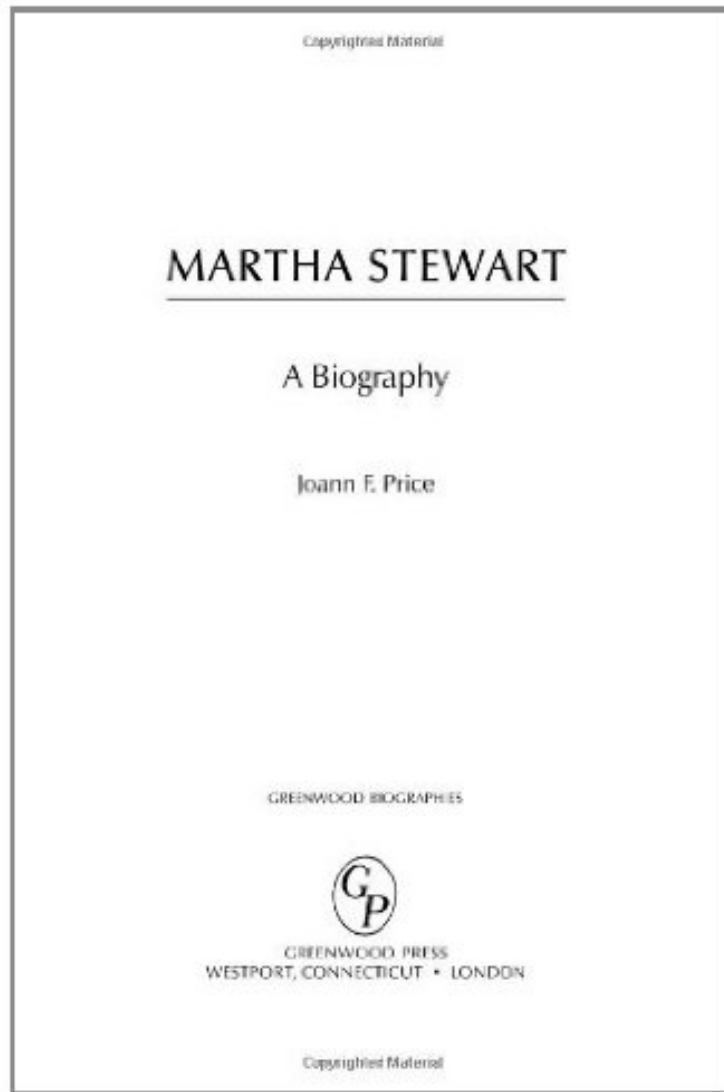 Copyrighted Material
MARTHA STEWART
A Biography
Joann F. Price
GREENWOOD BIOGRAPHIES
GP
GREENWOOD PRESS
WESTPORT, CONNECTICUT • LONDON
Copyrighted Material